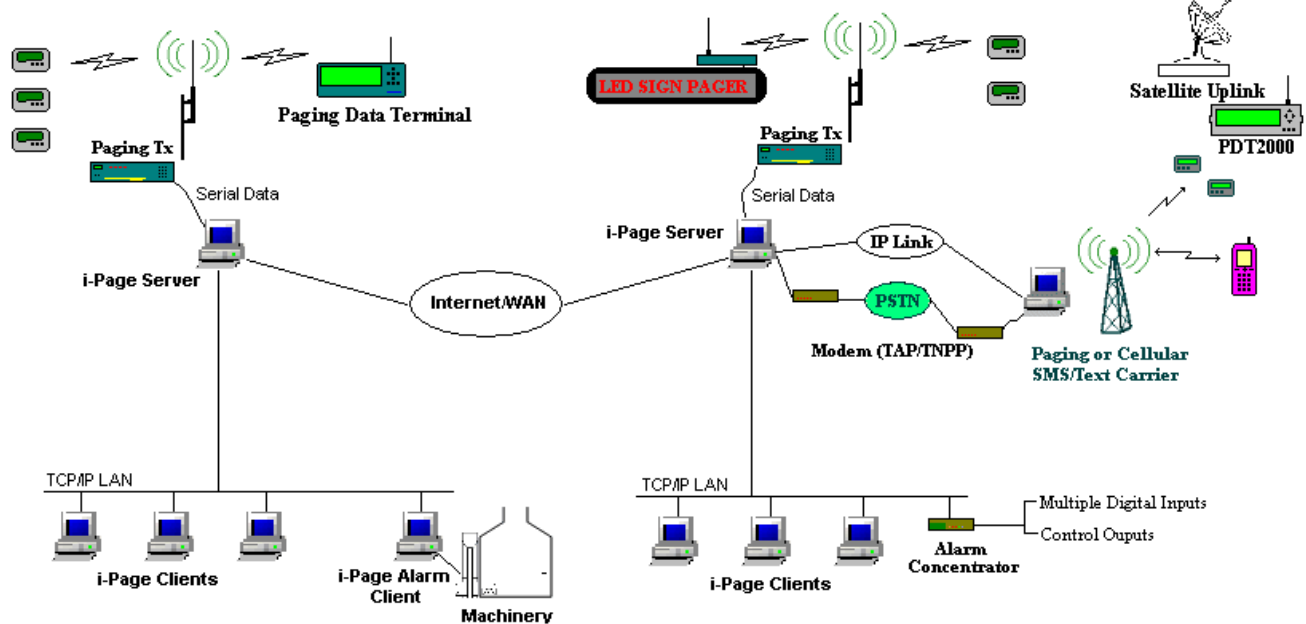 LED SIGN PAGER
Satellite Uplink
Paging Data Terminal
Paging Tx
Paging Tx
PDT2000
Serial Data
Serial Data
i-Page Server
i-Page Server
IP Link
Internet/WAN
PSTN
Modem (TAP/TNPP)
Paging or Cellular
SMS/Text Carrier
TCP/IP LAN
TCP/IP LAN
Multiple Digital Inputs
Control Ouputs
i-Page Clients
i-Page Alarm
Client
Machinery
i-Page Clients
Alarm
Concentrator